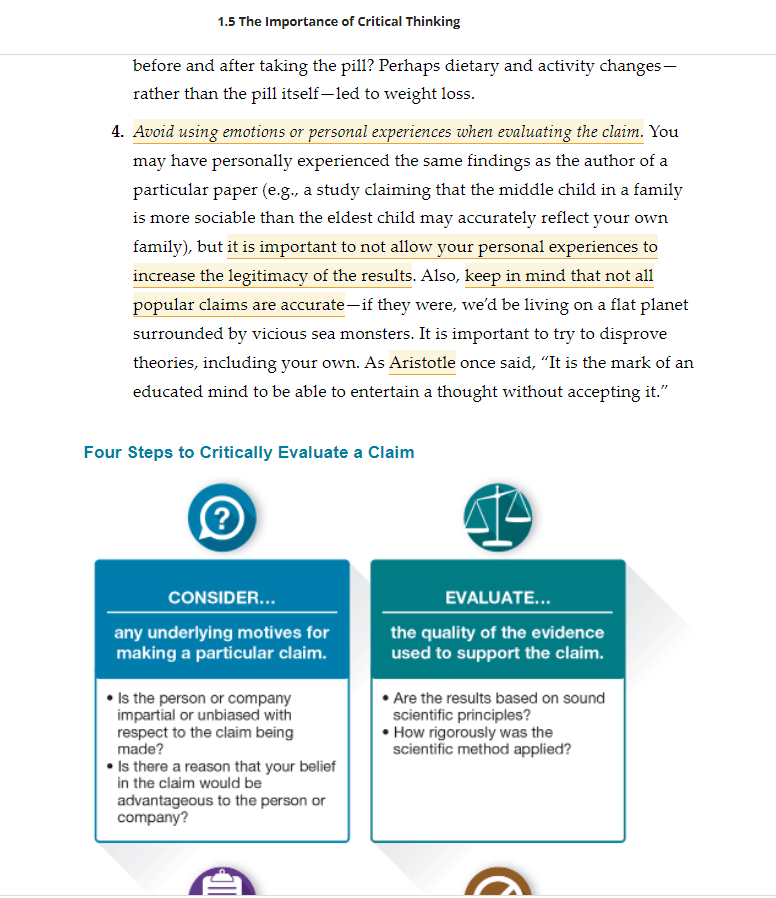 1.5 The Importance of Critical Thinking
before and after taking the pill? Perhaps dietary and activity changes—
rather than the pill itself—led to weight loss.
4. Avoid using emotions or personal experiences when evaluating the claim. You
may have personally experienced the same findings as the author of a
particular paper (e.g., a study claiming that the middle child in a family
is more sociable than the eldest child may accurately reflect your own
family), but it is important to not allow your personal experiences to
increase the legitimacy of the results. Also, keep in mind that not all
popular claims are accurate—if they were, we’d be living on a flat planet
surrounded by vicious sea monsters. It is important to try to disprove
theories, including your own. As Aristotle once said, “It is the mark of an
educated mind to be able to entertain a thought without accepting it.”
Four Steps to Critically Evaluate a Claim
?
CONSIDER...
any underlying motives for
making a particular claim.
• Is the person or company
impartial or unbiased with
respect to the claim being
made?
• Is there a reason that your belief
in the claim would be
advantageous to the person or
company?
EVALUATE...
the quality of the evidence
used to support the claim.
• Are the results based on sound
scientific principles?
• How rigorously was the
scientific method applied?